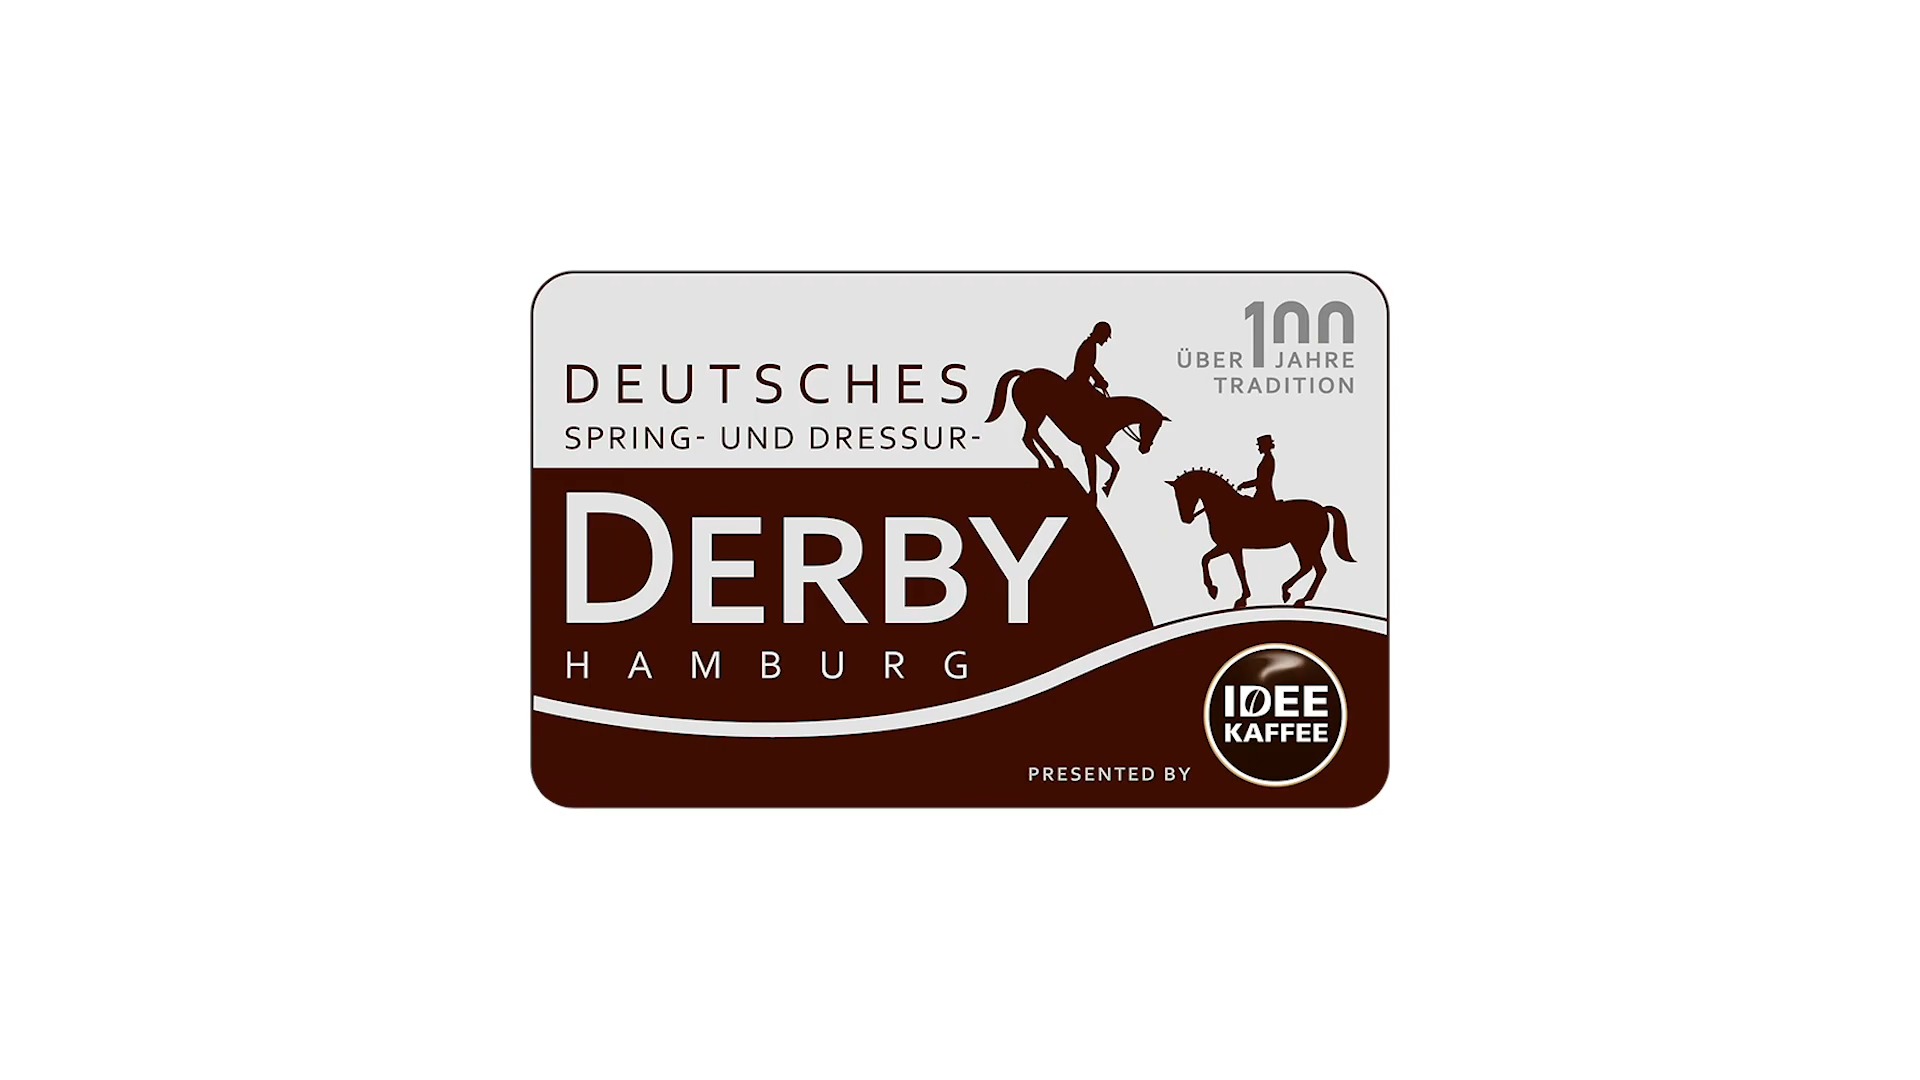 DEUTSCHES
SPRING- UND DRESSUR-
DERBY
HAMBURG
100
ÜBER JAHRE
TRADITION
PRESENTED BY
IDEE
KAFFEE